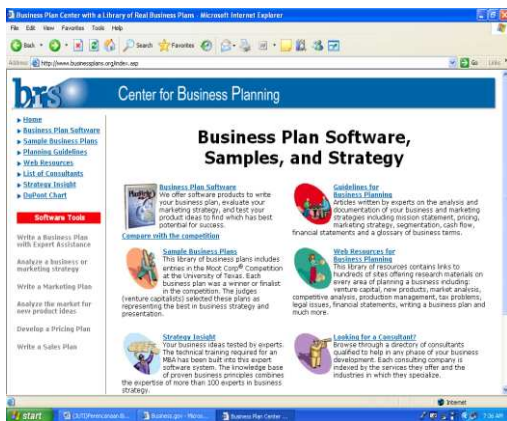 Business Plan Center with a Library of Real Business Plans - Microsoft Internet Explorer
File Edit View Favorites Tools Help
Back Search Favorites
Address http://www.businessplans.org/index.asp Go Links
brs Center for Business Planning
Home
Business Plan Software
Sample Business Plans
Planning Guidelines
Web Resources
List of Consultants
Strategy Insight
DuPont Chart
Software Tools
Write a Business Plan
with Expert Assistance
Analyze a business or
marketing strategy
Write a Marketing Plan
Analyze the market for
new product ideas
Develop a Pricing Plan
Write a Sales Plan
Business Plan Software,
Samples, and Strategy
Business Plan Software
We offer software products to write
your business plan, evaluate your
marketing strategy, and test your
product ideas to find which has best
potential for success.
Compare with the competition
Guidelines for
Business Planning
Articles written by experts on the analysis and
documentation of your business and marketing
strategies including mission statement, pricing,
marketing strategy, segmentation, cash flow,
financial statements and a glossary of business terms.
Sample Business Plans
This library of business plans includes
entries in the Moot Corp® Competition
at the University of Texas. Each
business plan was a winner or finalist
in the competition. The judges
(venture capitalists) selected these plans as
representing the best in business strategy and
presentation.
Web Resources for
Business Planning
This library of resources contains links to
hundreds of sites offering research materials on
every area of planning a business including:
venture capital, new products, market analysis,
competitive analysis, production management, tax problems,
legal issues, financial statements, writing a business plan and
much more.
Strategy Insight
Your business ideas tested by experts.
The technical training required for an
MBA has been built into this expert
software system. The knowledge base
of proven business principles combines
the expertise of more than 100 experts in business
strategy.
Looking for a Consultant?
Browse through a directory of consultants
qualified to help in any phase of your business
development. Each consulting company is
indexed by the services they offer and the
industries in which they specialize.
Internet
start Business.gov - Micros... Business Plan Center ... 7:06 AM